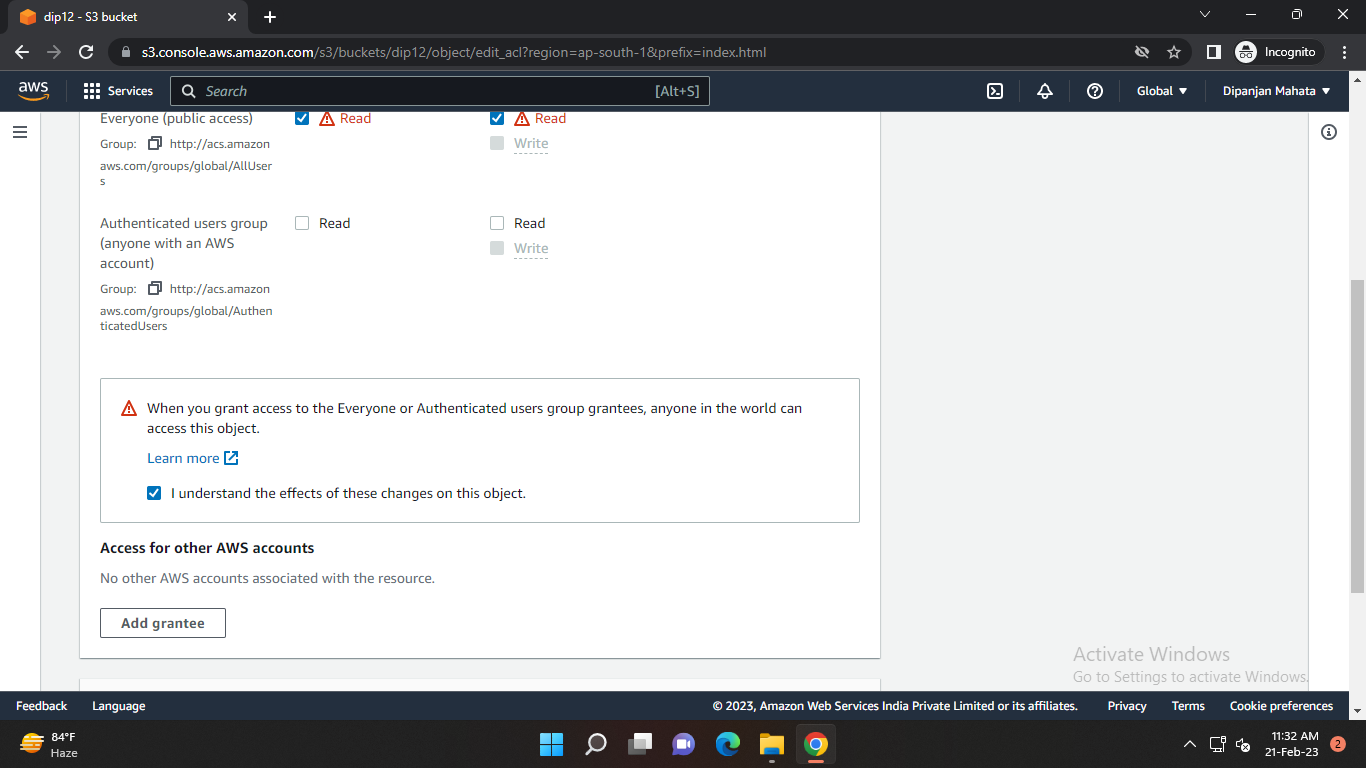 dip12 - S3 bucket
s3.console.aws.amazon.com/s3/buckets/dip12/object/edit_acl?region=ap-south-1&prefix=index.html
Incognito
aws
Services
Search
[Alt+S]
Global
Dipanjan Mahata
Everyone (public access)
Read
Read
Group: http://acs.amazon
Write
aws.com/groups/global/AllUser
s
Authenticated users group
Read
Read
(anyone with an AWS
Write
account)
Group: http://acs.amazon
aws.com/groups/global/Authen
ticatedUsers
When you grant access to the Everyone or Authenticated users group grantees, anyone in the world can
access this object.
Learn more
I understand the effects of these changes on this object.
Access for other AWS accounts
No other AWS accounts associated with the resource.
Add grantee
Activate Windows
Go to Settings to activate Windows.
Feedback
Language
© 2023, Amazon Web Services India Private Limited or its affiliates.
Privacy
Terms
Cookie preferences
84°F
Haze
11:32 AM
21-Feb-23
2